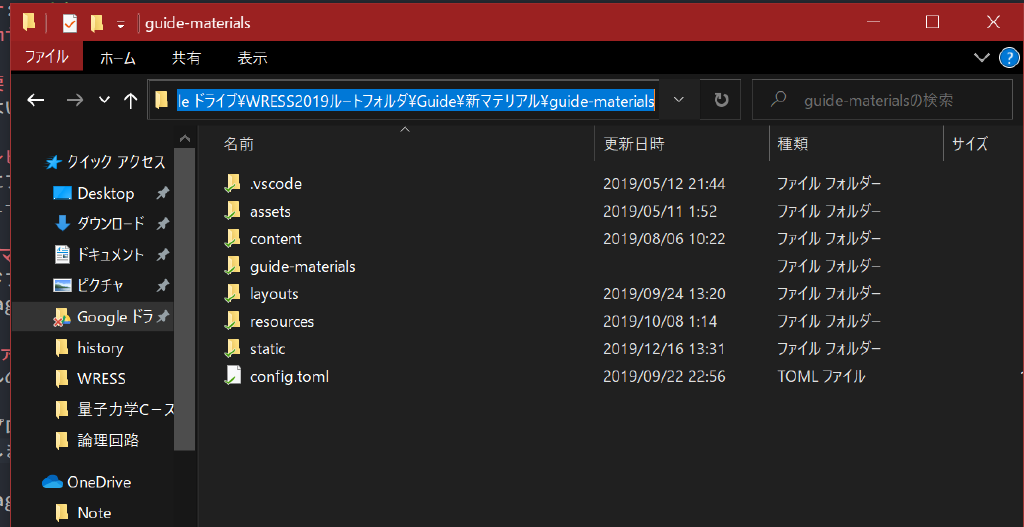 guide-materials
ファイル ホーム 共有 表示
le ドライブ¥WRESS2019ルートフォルダ¥Guide¥新マテリアル¥guide-materials guide-materialsの検索
名前 更新日時 種類 サイズ
クイック アクセス
Desktop
ダウンロード
ドキュメント
ピクチャ
Google ドラ
history
WRESS
量子力学Cース
論理回路
OneDrive
Note
.vscode 2019/05/12 21:44 ファイル フォルダー
assets 2019/05/11 1:52 ファイル フォルダー
content 2019/08/06 10:22 ファイル フォルダー
guide-materials ファイル フォルダー
layouts 2019/09/24 13:20 ファイル フォルダー
resources 2019/10/08 1:14 ファイル フォルダー
static 2019/12/16 13:31 ファイル フォルダー
config.toml 2019/09/22 22:56 TOML ファイル